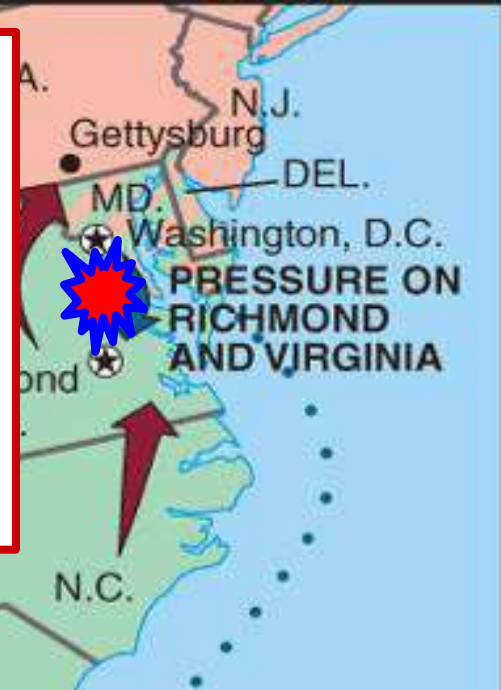 A.
N.J.
Gettysburg
DEL.
MD.
Washington, D.C.
PRESSURE ON
RICHMOND
AND VIRGINIA
ond
N.C.